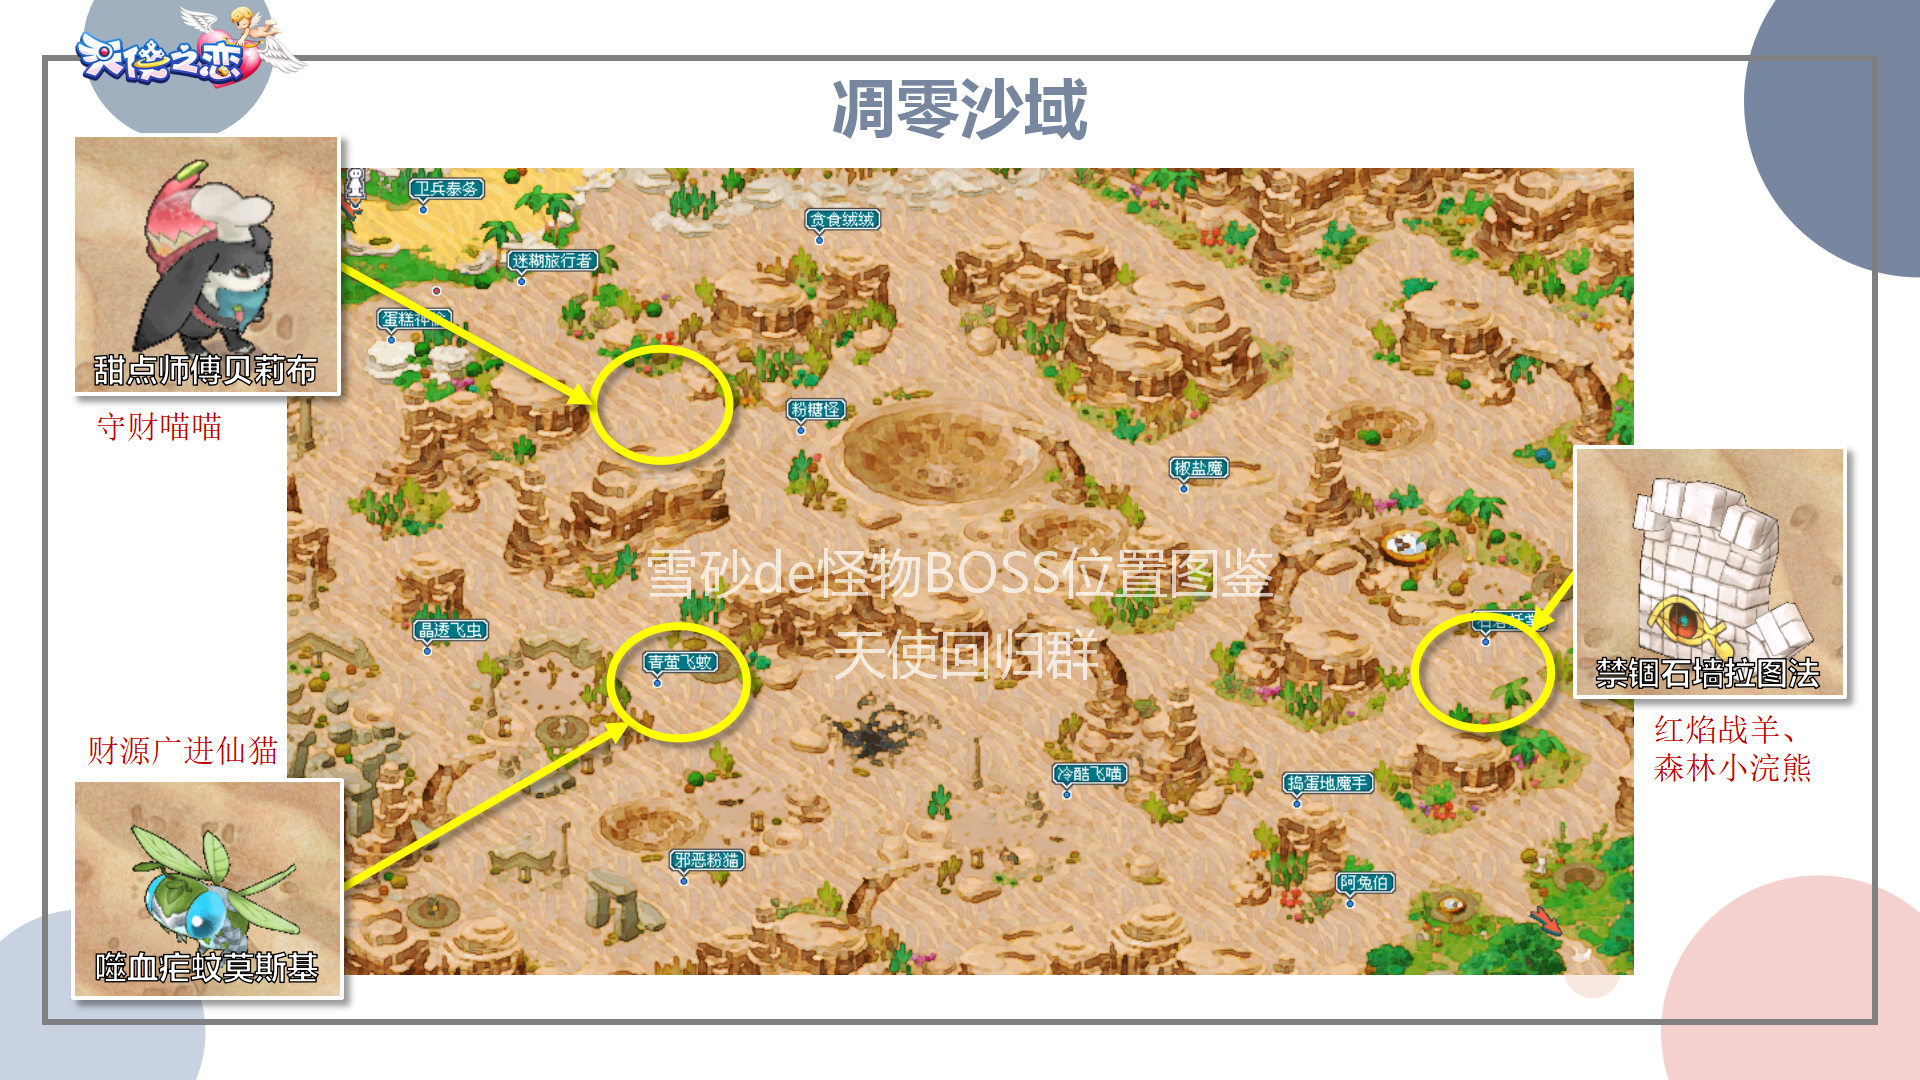 天使之恋
凋零沙域
卫兵泰务
贪食绒绒
迷糊旅行者
甜点师傅贝莉布
守财喵喵
粉糖怪
椒盐魔
雪砂de怪物BOSS位置图鉴
天使回归群
晶透飞虫
青萤飞蚊
禁锢石墙拉图法
红焰战羊、
森林小浣熊
财源广进仙猫
冷酷飞喵
捣蛋地魔手
邪恶粉猫
阿兔伯
噬血疟蚊莫斯基